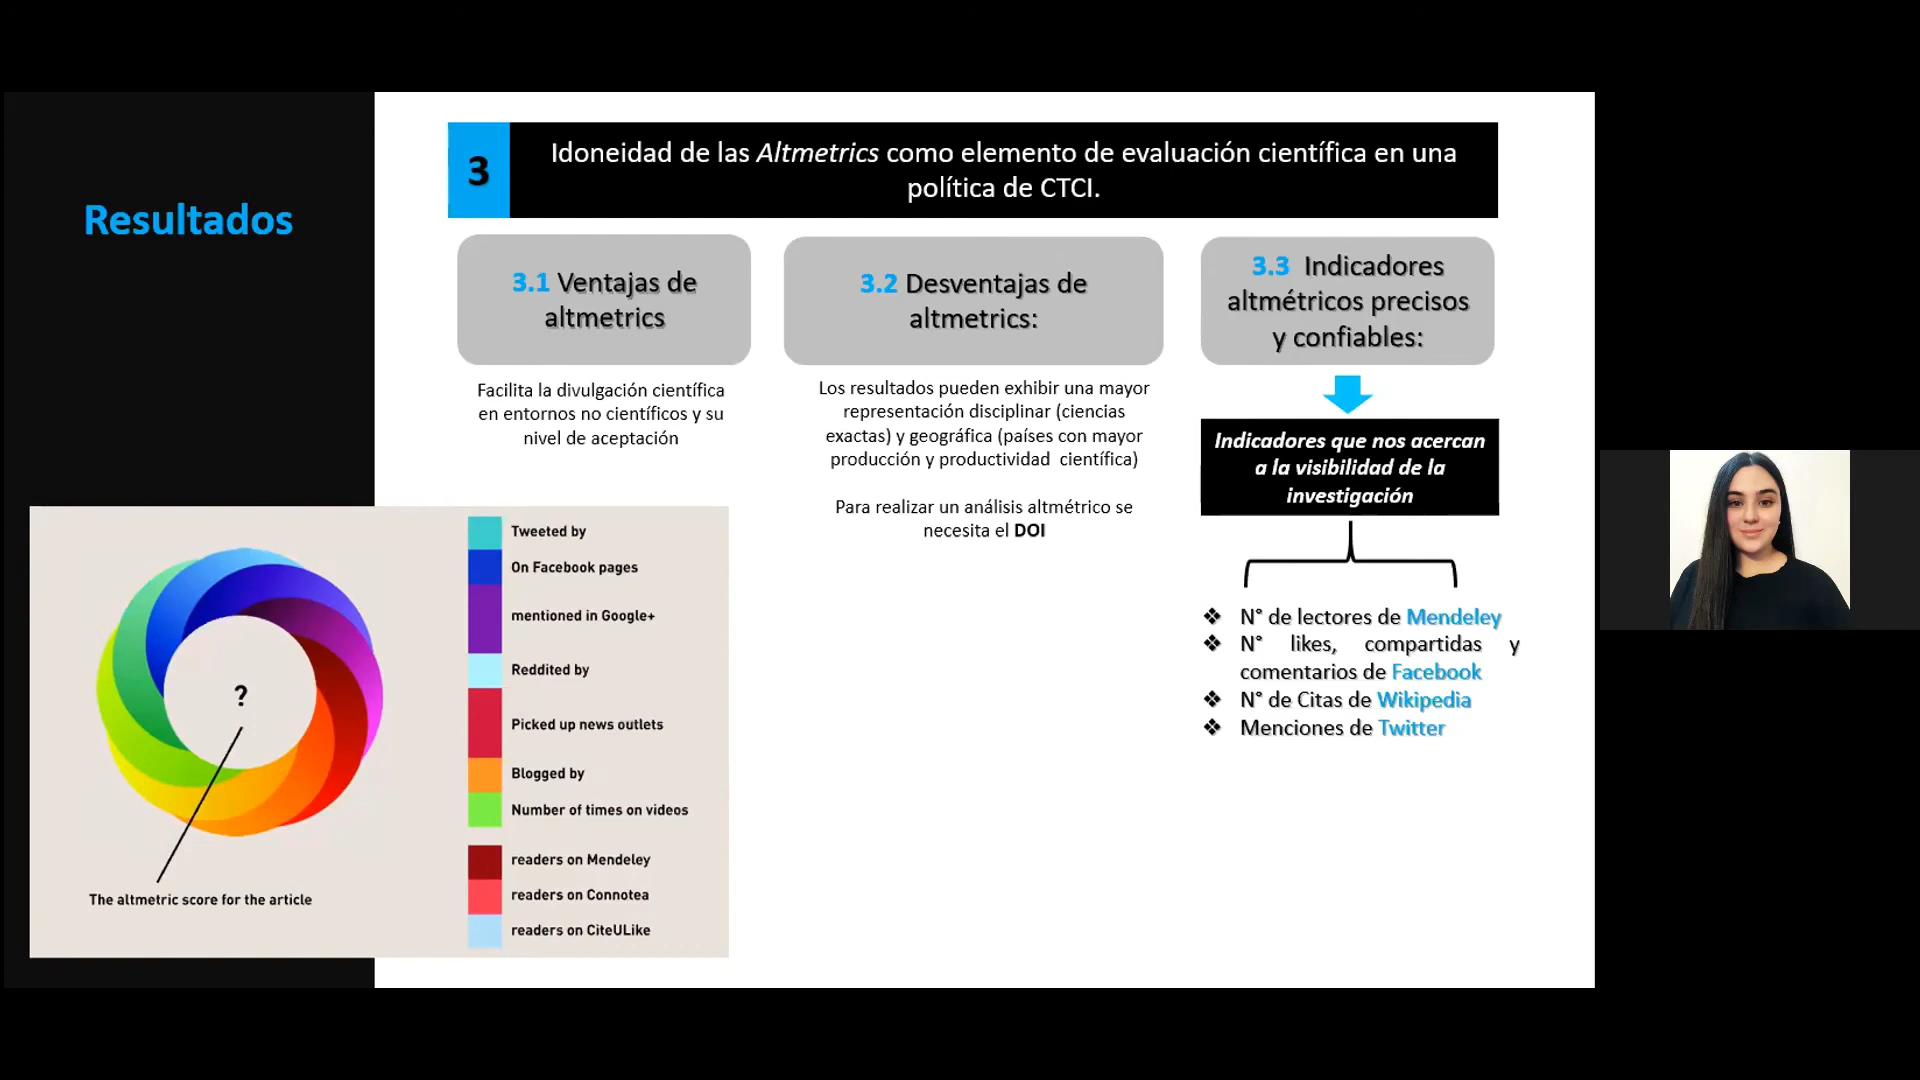 Resultados
3
Idoneidad de las Altmetrics como elemento de evaluación científica en una
política de CTCI.
3.1 Ventajas de
altmetrics
Facilita la divulgación científica
en entornos no científicos y su
nivel de aceptación
3.2 Desventajas de
altmetrics:
Los resultados pueden exhibir una mayor
representación disciplinar (ciencias
exactas) y geográfica (países con mayor
producción y productividad científica)
Para realizar un análisis altmétrico se
necesita el DOI
3.3 Indicadores
altmétricos precisos
y confiables:
Indicadores que nos acercan
a la visibilidad de la
investigación
❖ N° de lectores de Mendeley
❖ N° likes, compartidas y
comentarios de Facebook
❖ N° de Citas de Wikipedia
❖ Menciones de Twitter
?
The altmetric score for the article
Tweeted by
On Facebook pages
mentioned in Google+
Reddited by
Picked up news outlets
Blogged by
Number of times on videos
readers on Mendeley
readers on Connotea
readers on CiteULike